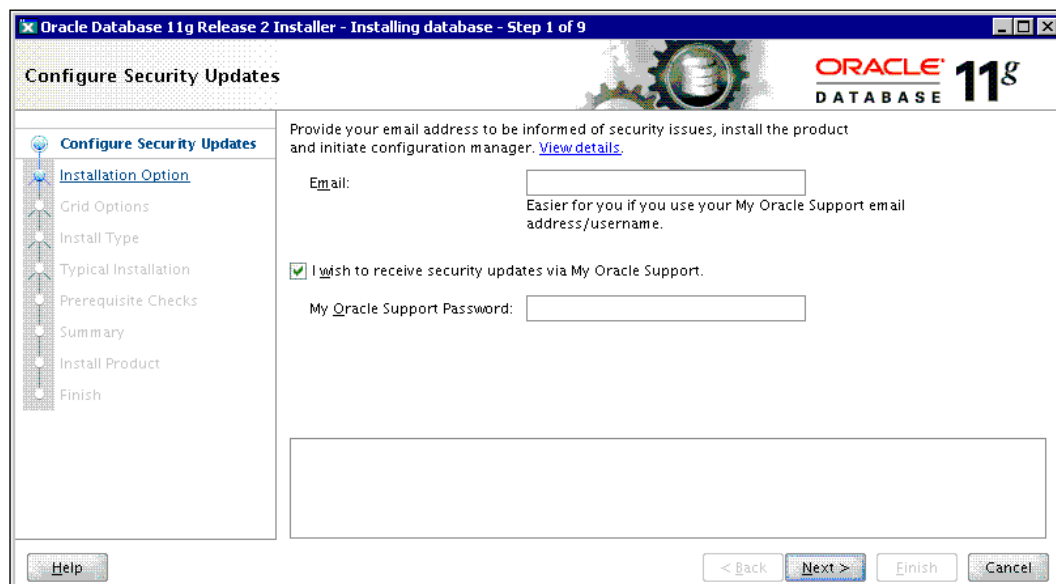 Oracle Database 11g Release 2 Installer - Installing database - Step 1 of 9
Configure Security Updates
ORACLE®
DATABASE
11g
Configure Security Updates
Installation Option
Grid Options
Install Type
Typical Installation
Prerequisite Checks
Summary
Install Product
Finish
Provide your email address to be informed of security issues, install the product
and initiate configuration manager. View details.
Email:
Easier for you if you use your My Oracle Support email
address/username.
I wish to receive security updates via My Oracle Support.
My Oracle Support Password:
Help
< Back
Next >
Finish
Cancel